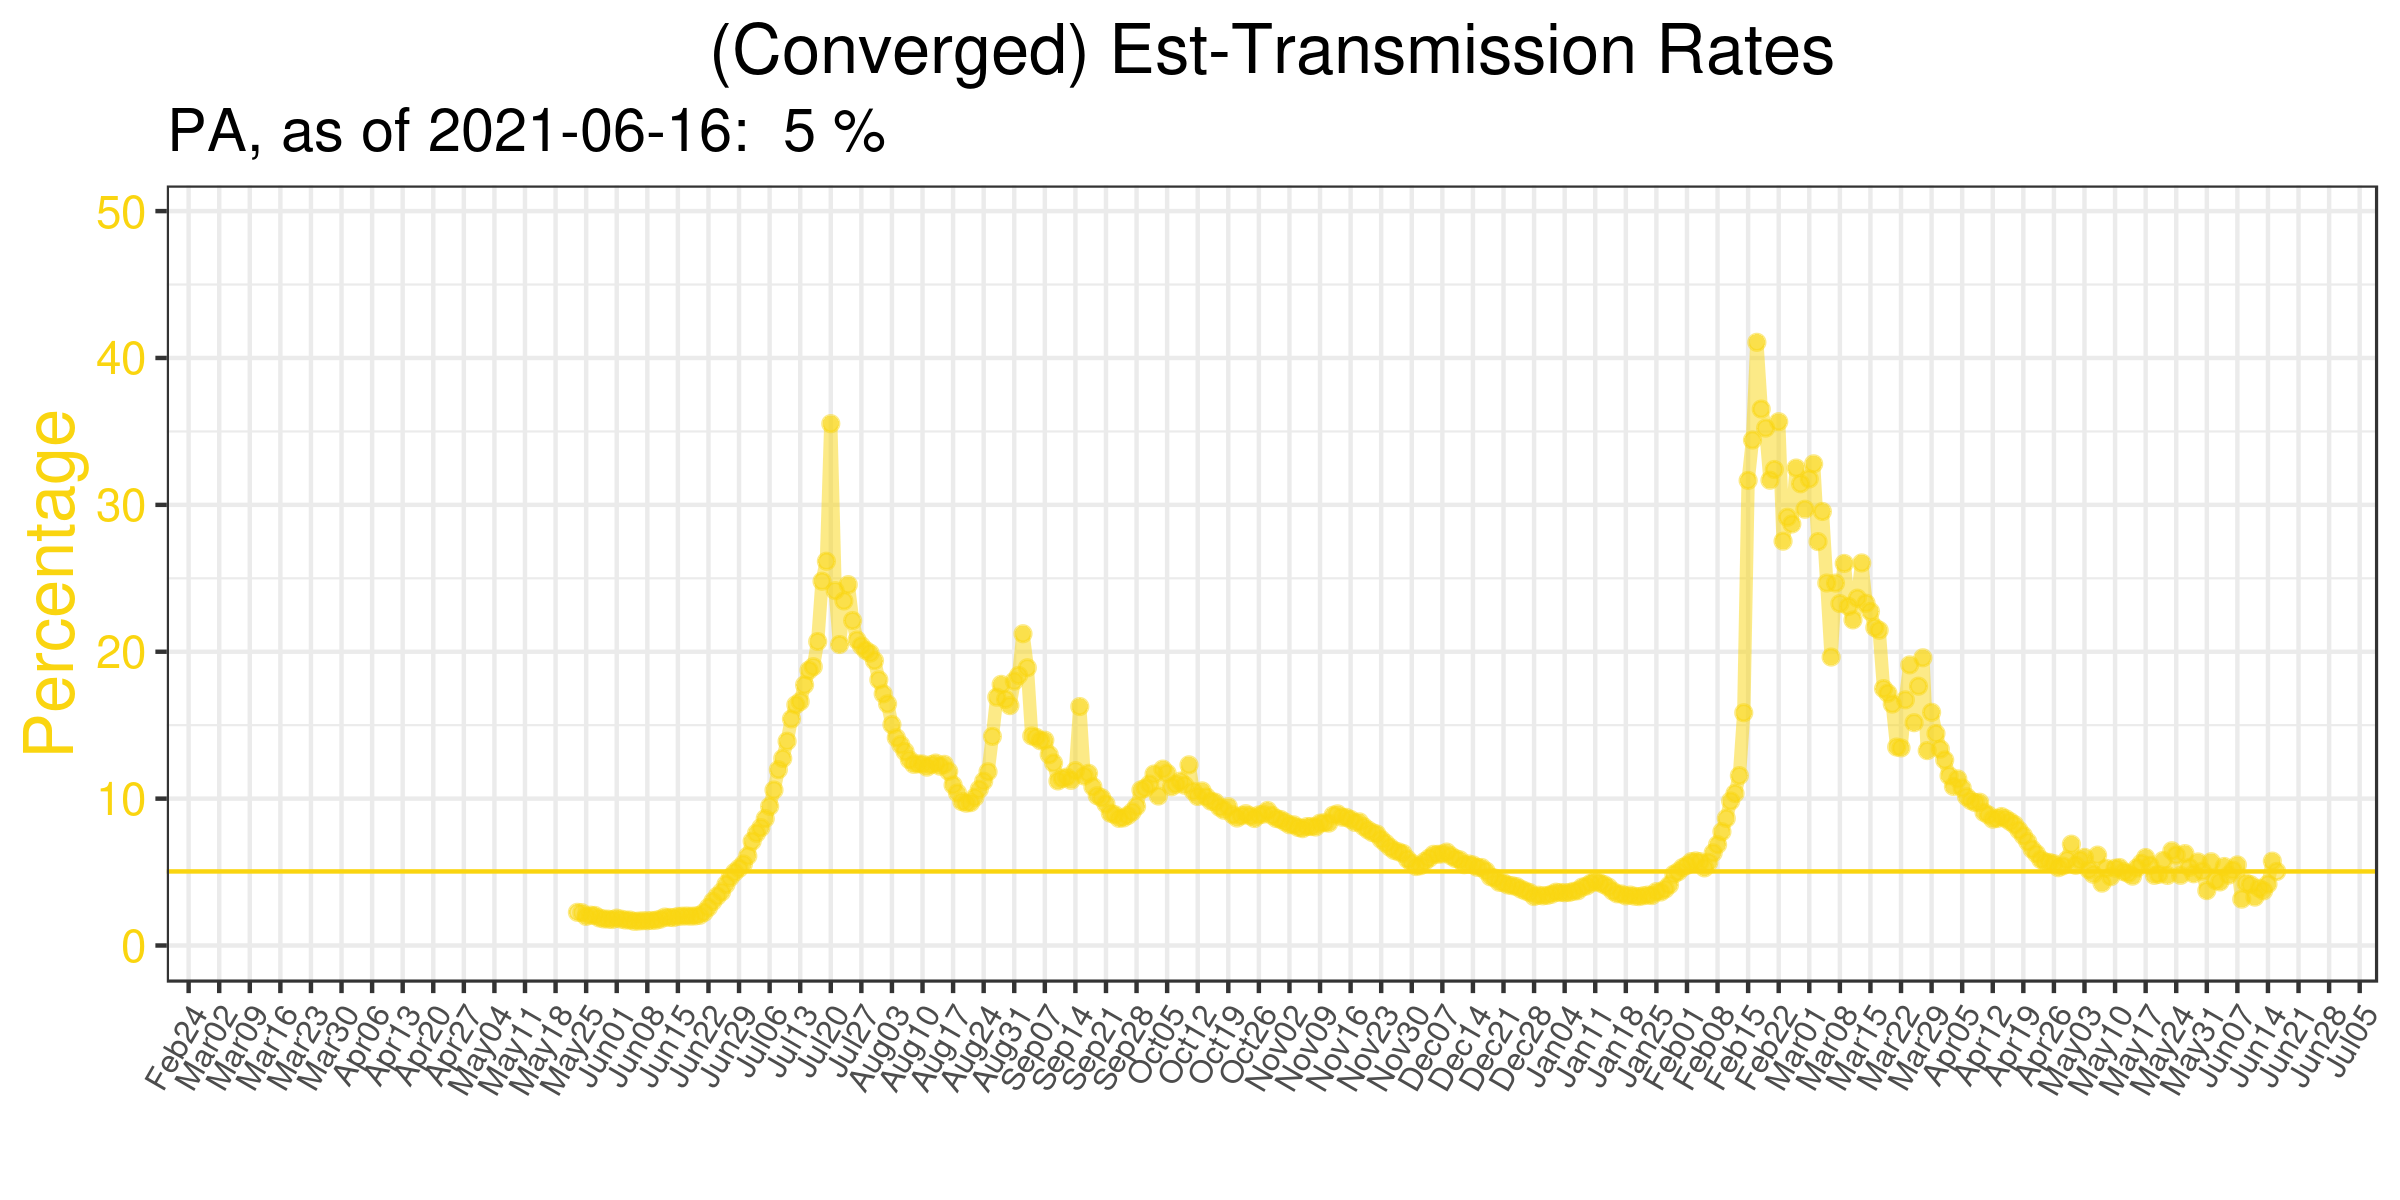 (Converged) Est-Transmission Rates
PA, as of 2021-06-16:  5 %
Percentage
50
40
30
20
10
0
Feb24
Mar02
Mar09
Mar16
Mar23
Mar30
Apr06
Apr13
Apr20
Apr27
May04
May11
May18
May25
Jun01
Jun08
Jun15
Jun22
Jun29
Jul06
Jul13
Jul20
Jul27
Aug03
Aug10
Aug17
Aug24
Aug31
Sep07
Sep14
Sep21
Sep28
Oct05
Oct12
Oct19
Oct26
Nov02
Nov09
Nov16
Nov23
Nov30
Dec07
Dec14
Dec21
Dec28
Jan04
Jan11
Jan18
Jan25
Feb01
Feb08
Feb15
Feb22
Mar01
Mar08
Mar15
Mar22
Mar29
Apr05
Apr12
Apr19
Apr26
May03
May10
May17
May24
May31
Jun07
Jun14
Jun21
Jun28
Jul05